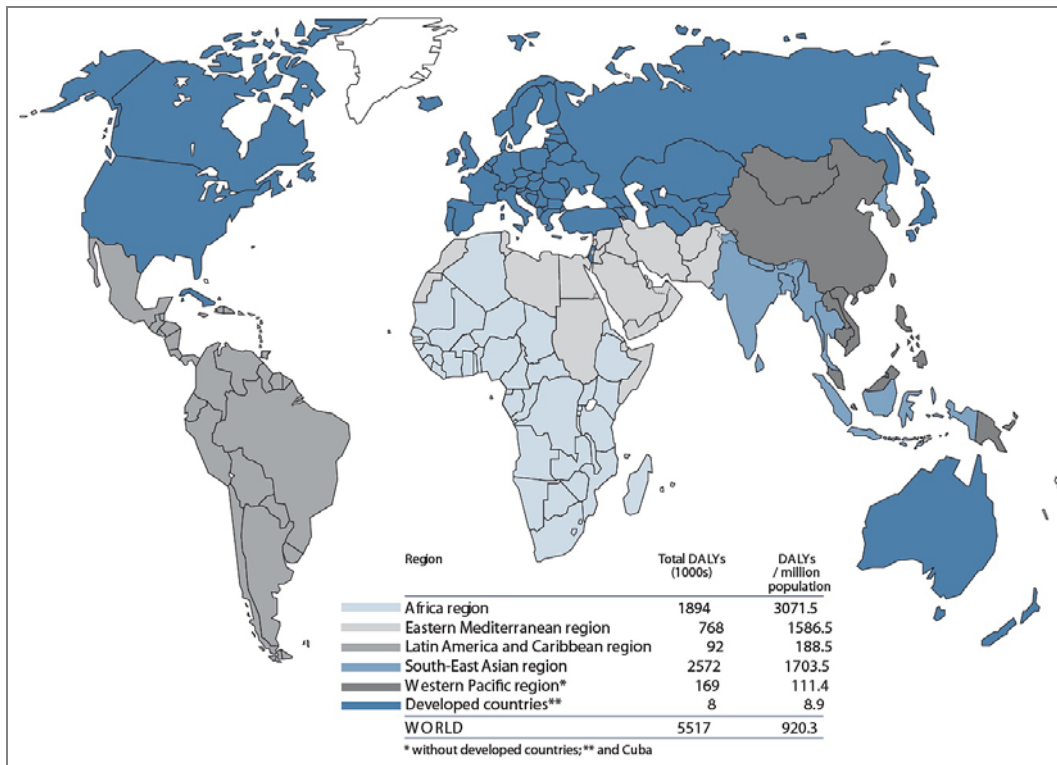 Region Total DALYs (1000s) DALYs / million population
Africa region 1894 3071.5
Eastern Mediterranean region 768 1586.5
Latin America and Caribbean region 92 188.5
South-East Asian region 2572 1703.5
Western Pacific region* 169 111.4
Developed countries** 8 8.9
WORLD 5517 920.3
* without developed countries; ** and Cuba